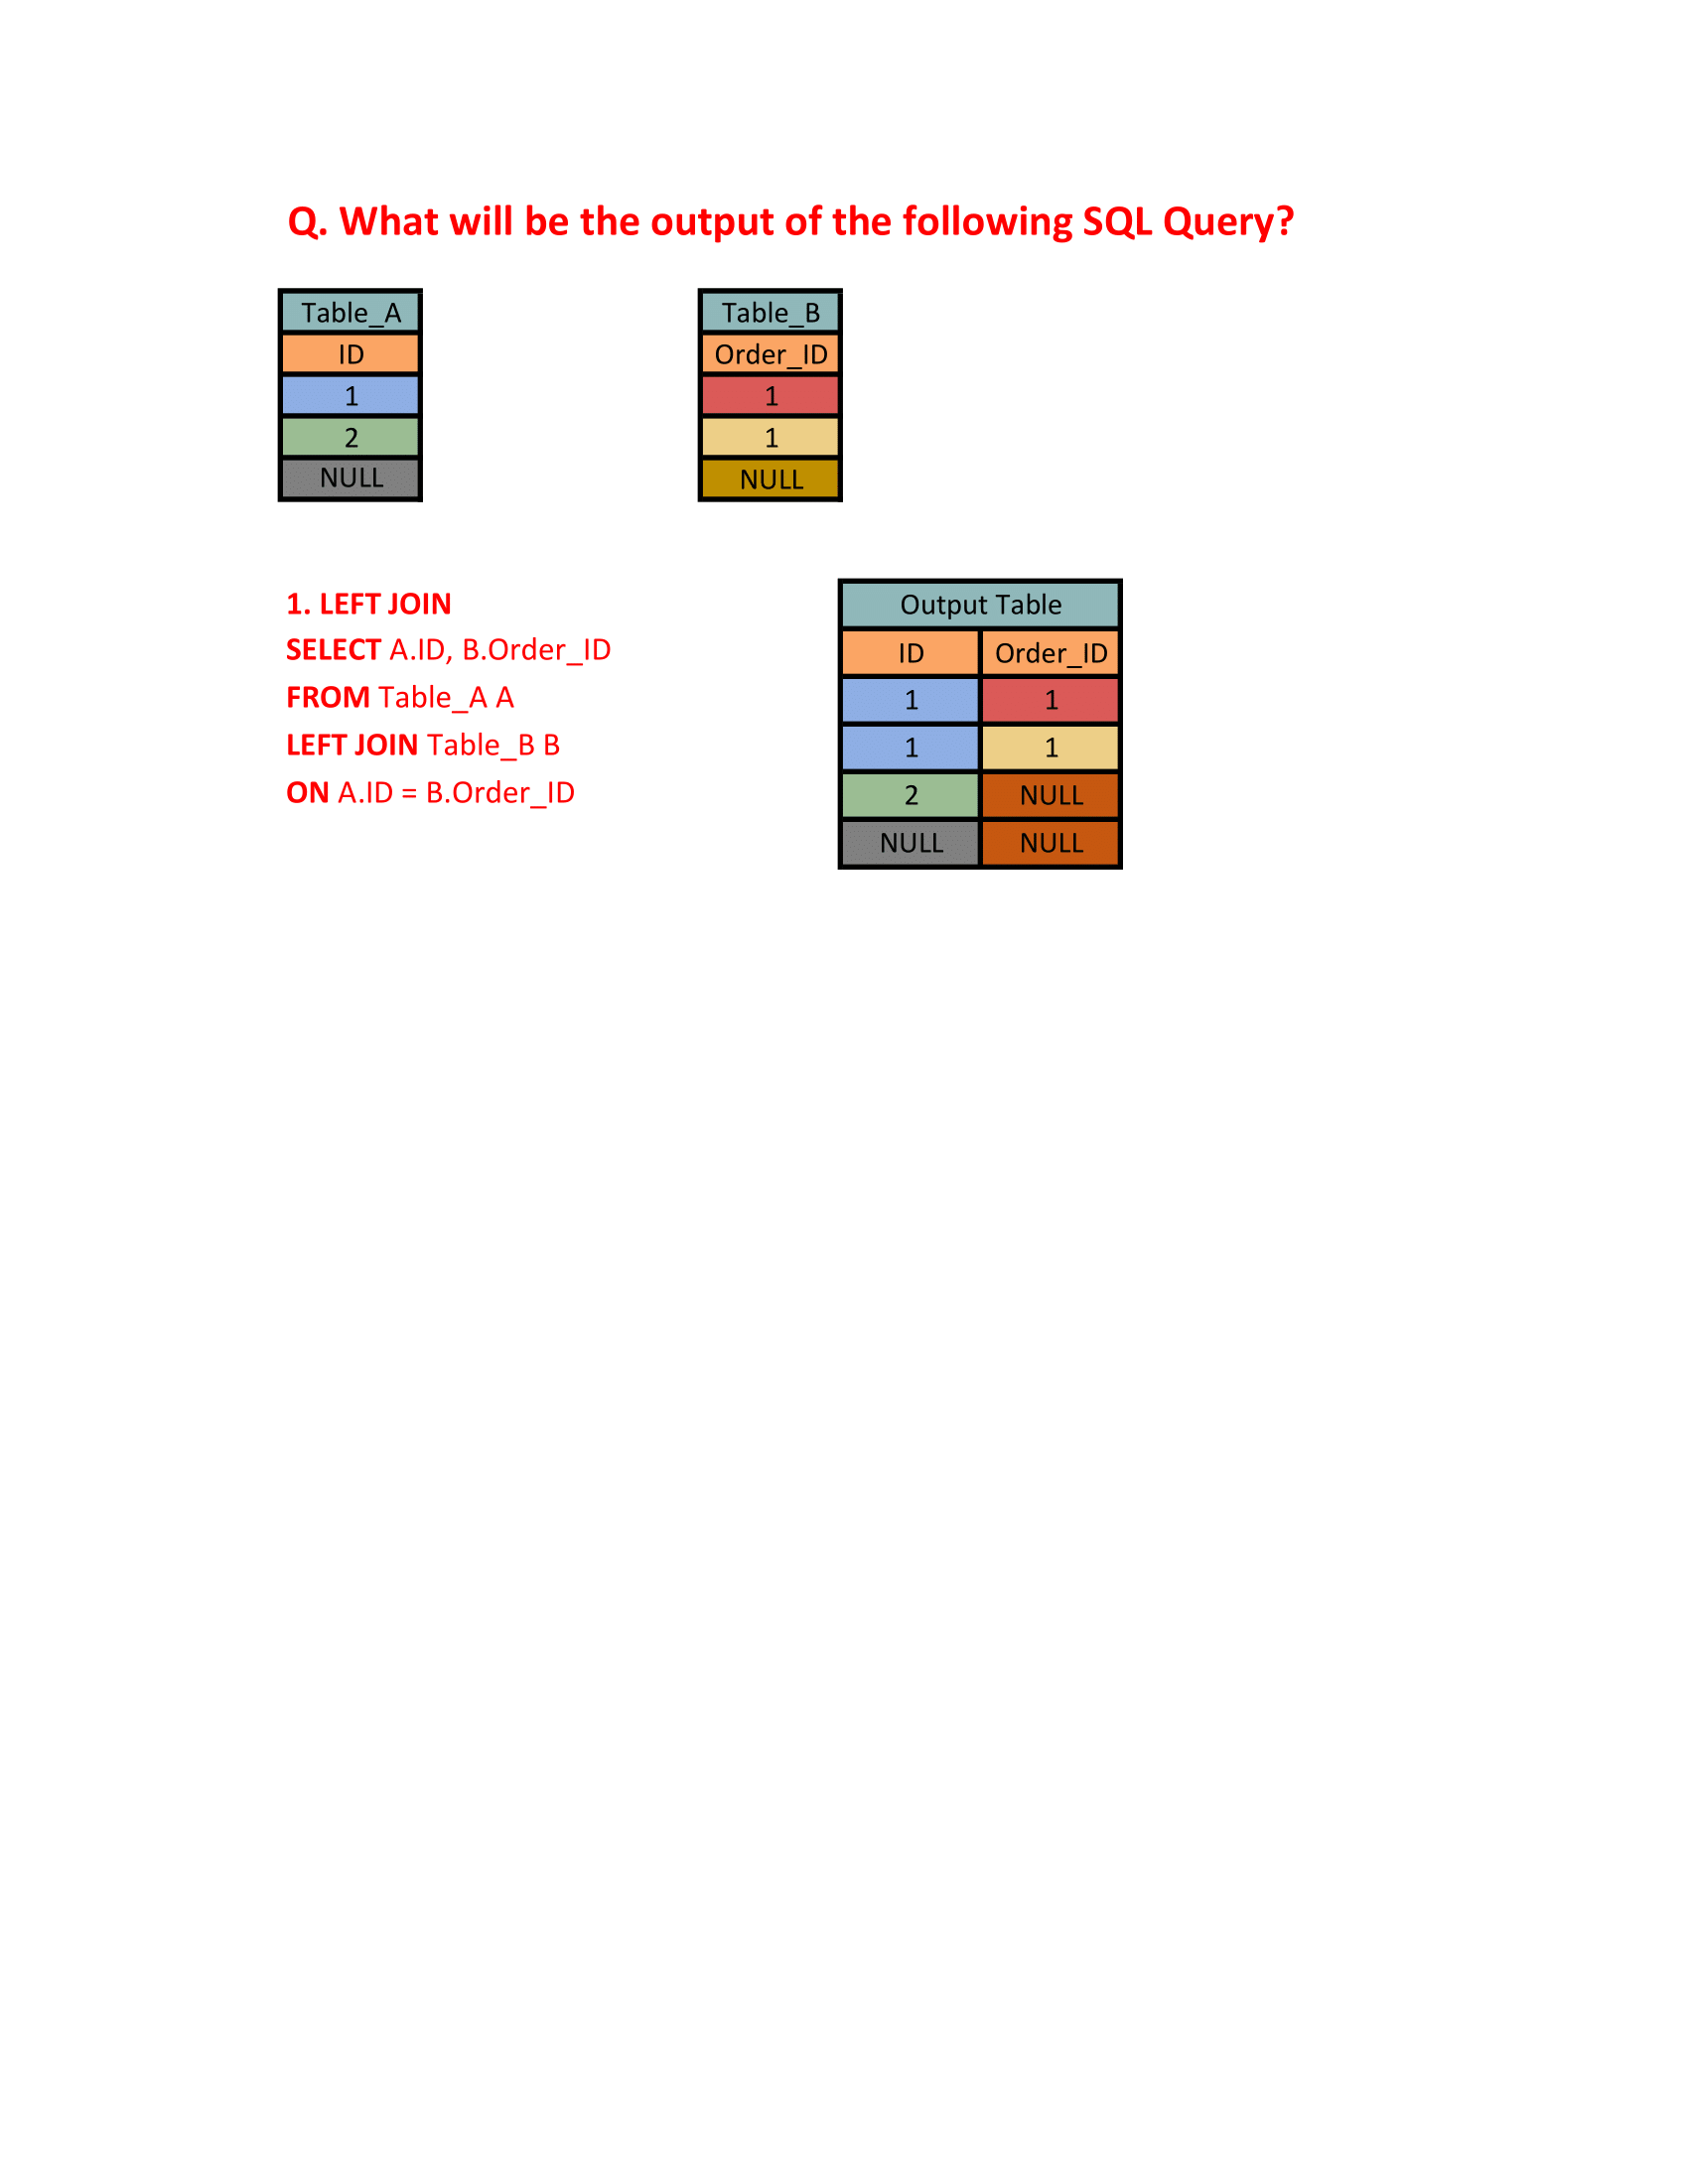 Q. What will be the output of the following SQL Query?
Table_A
ID
1
2
NULL
Table_B
Order_ID
1
1
NULL
1. LEFT JOIN
SELECT A.ID, B.Order_ID
FROM Table_A A
LEFT JOIN Table_B B
ON A.ID = B.Order_ID
Output Table
ID Order_ID
1 1
1 1
2 NULL
NULL NULL